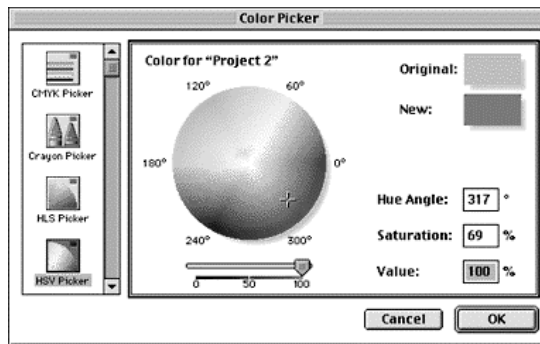 Color Picker
CMYK Picker
Crayon Picker
HLS Picker
HSV Picker
Color for “Project 2”
120°
60°
180°
0°
240°
300°
0
50
100
Original:
New:
Hue Angle: 317 °
Saturation: 69 %
Value: 100 %
Cancel
OK